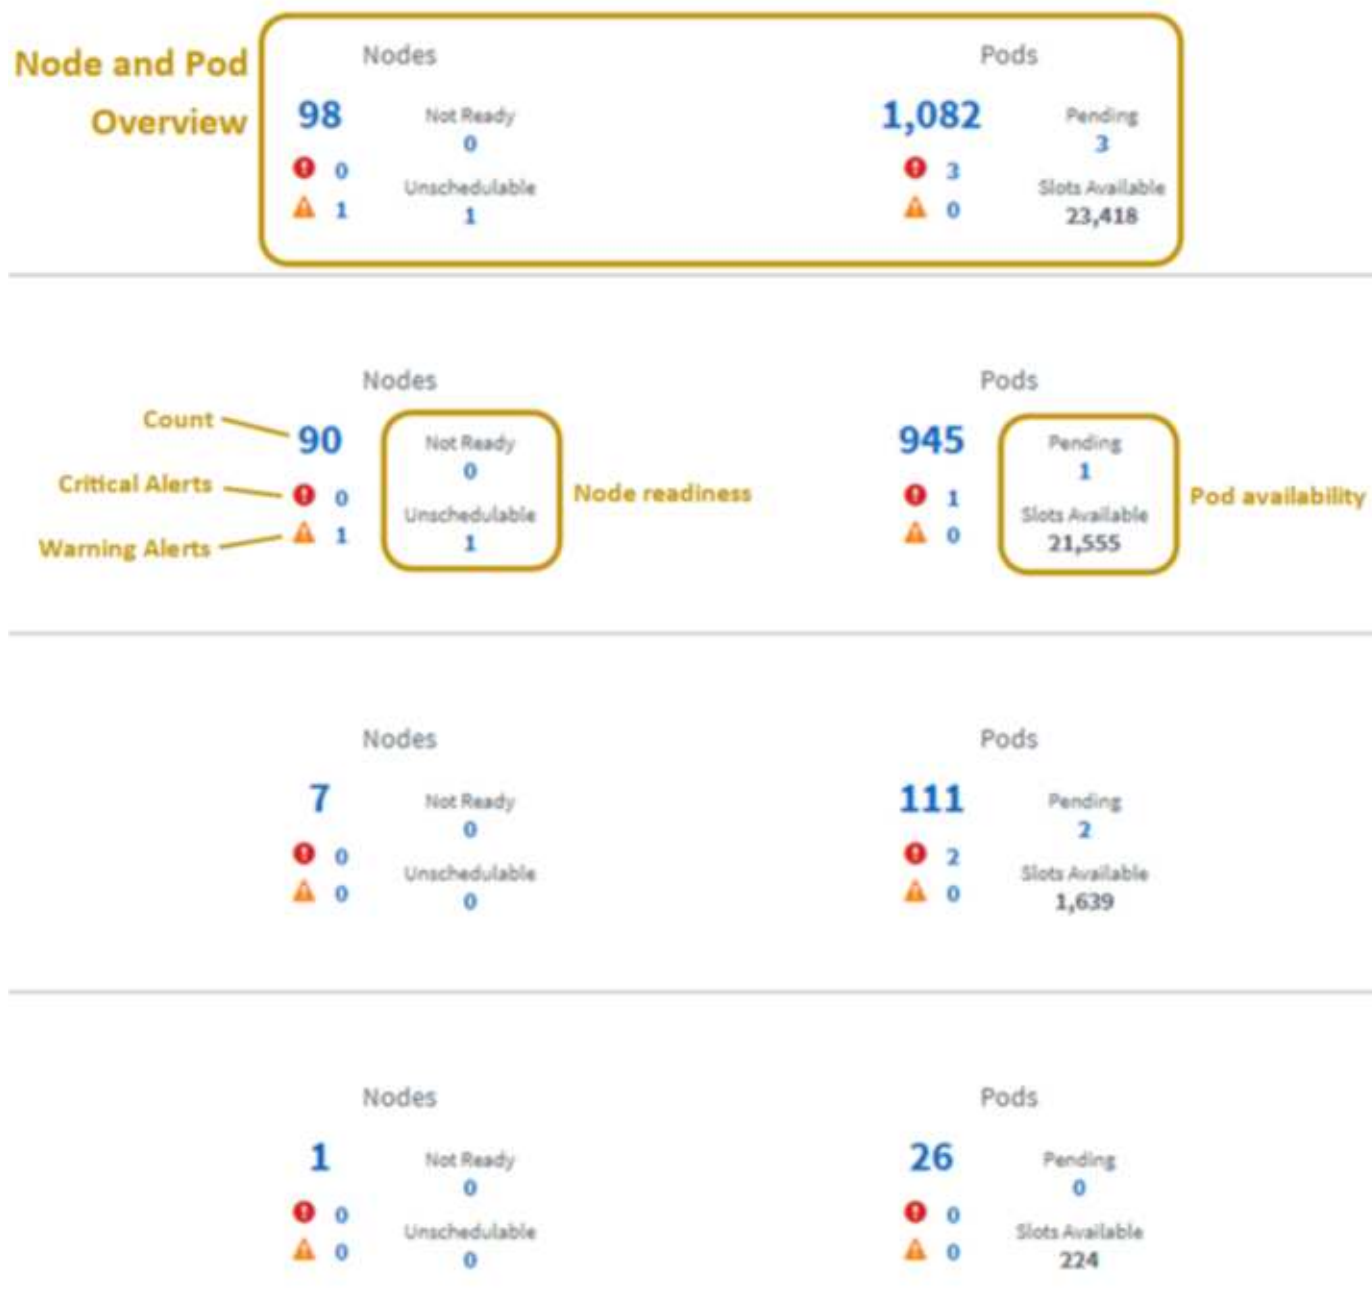 Node and Pod
Overview
Nodes
98
Not Ready
0
0
Unschedulable
1
1
Pods
1,082
Pending
3
3
Slots Available
0
23,418
Nodes
Count
90
Not Ready
0
Critical Alerts
0
Unschedulable
Warning Alerts
1
1
Node readiness
Pods
945
Pending
1
1
Slots Available
0
21,555
Pod availability
Nodes
7
Not Ready
0
0
Unschedulable
0
0
Pods
111
Pending
2
2
Slots Available
0
1,639
Nodes
1
Not Ready
0
0
Unschedulable
0
0
Pods
26
Pending
0
0
Slots Available
0
224